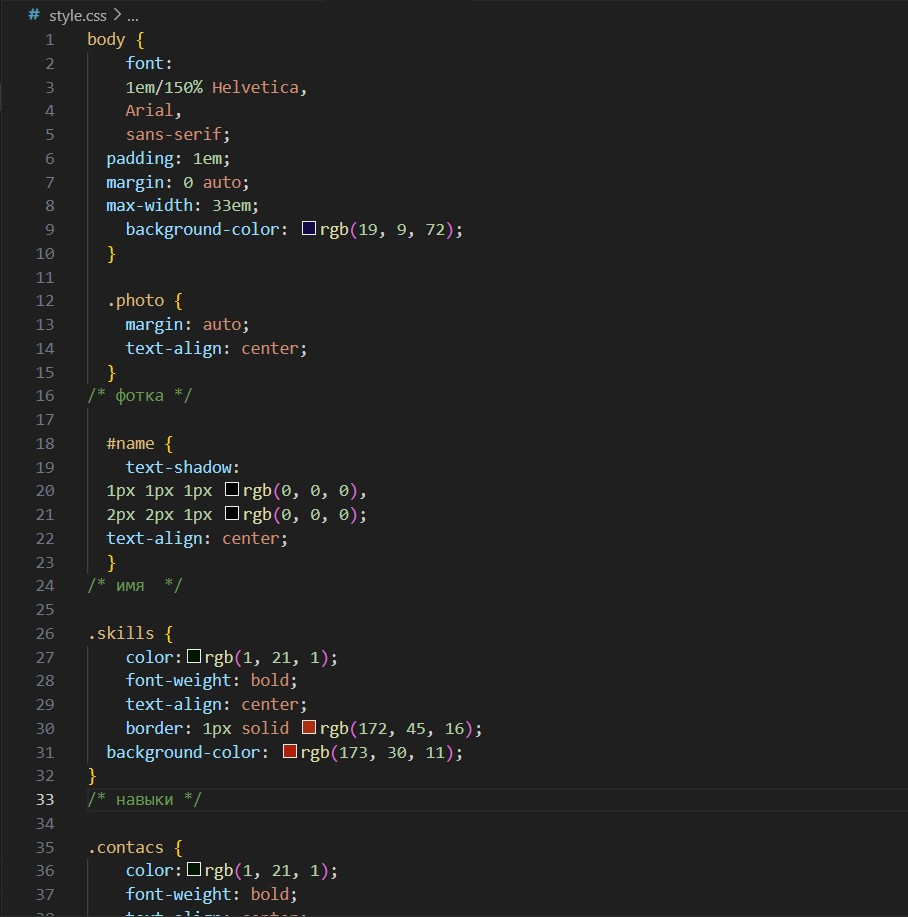 # style.css > ...
1 body {
2 font:
3 1em/150% Helvetica,
4 Arial,
5 sans-serif;
6 padding: 1em;
7 margin: 0 auto;
8 max-width: 33em;
9 background-color: rgb(19, 9, 72);
10 }
11
12 .photo {
13 margin: auto;
14 text-align: center;
15 }
16 /* фотка */
17
18 #name {
19 text-shadow:
20 1px 1px 1px rgb(0, 0, 0),
21 2px 2px 1px rgb(0, 0, 0);
22 text-align: center;
23 }
24 /* имя  */
25
26 .skills {
27 color: rgb(1, 21, 1);
28 font-weight: bold;
29 text-align: center;
30 border: 1px solid rgb(172, 45, 16);
31 background-color: rgb(173, 30, 11);
32 }
33 /* навыки */
34
35 .contacs {
36 color: rgb(1, 21, 1);
37 font-weight: bold;